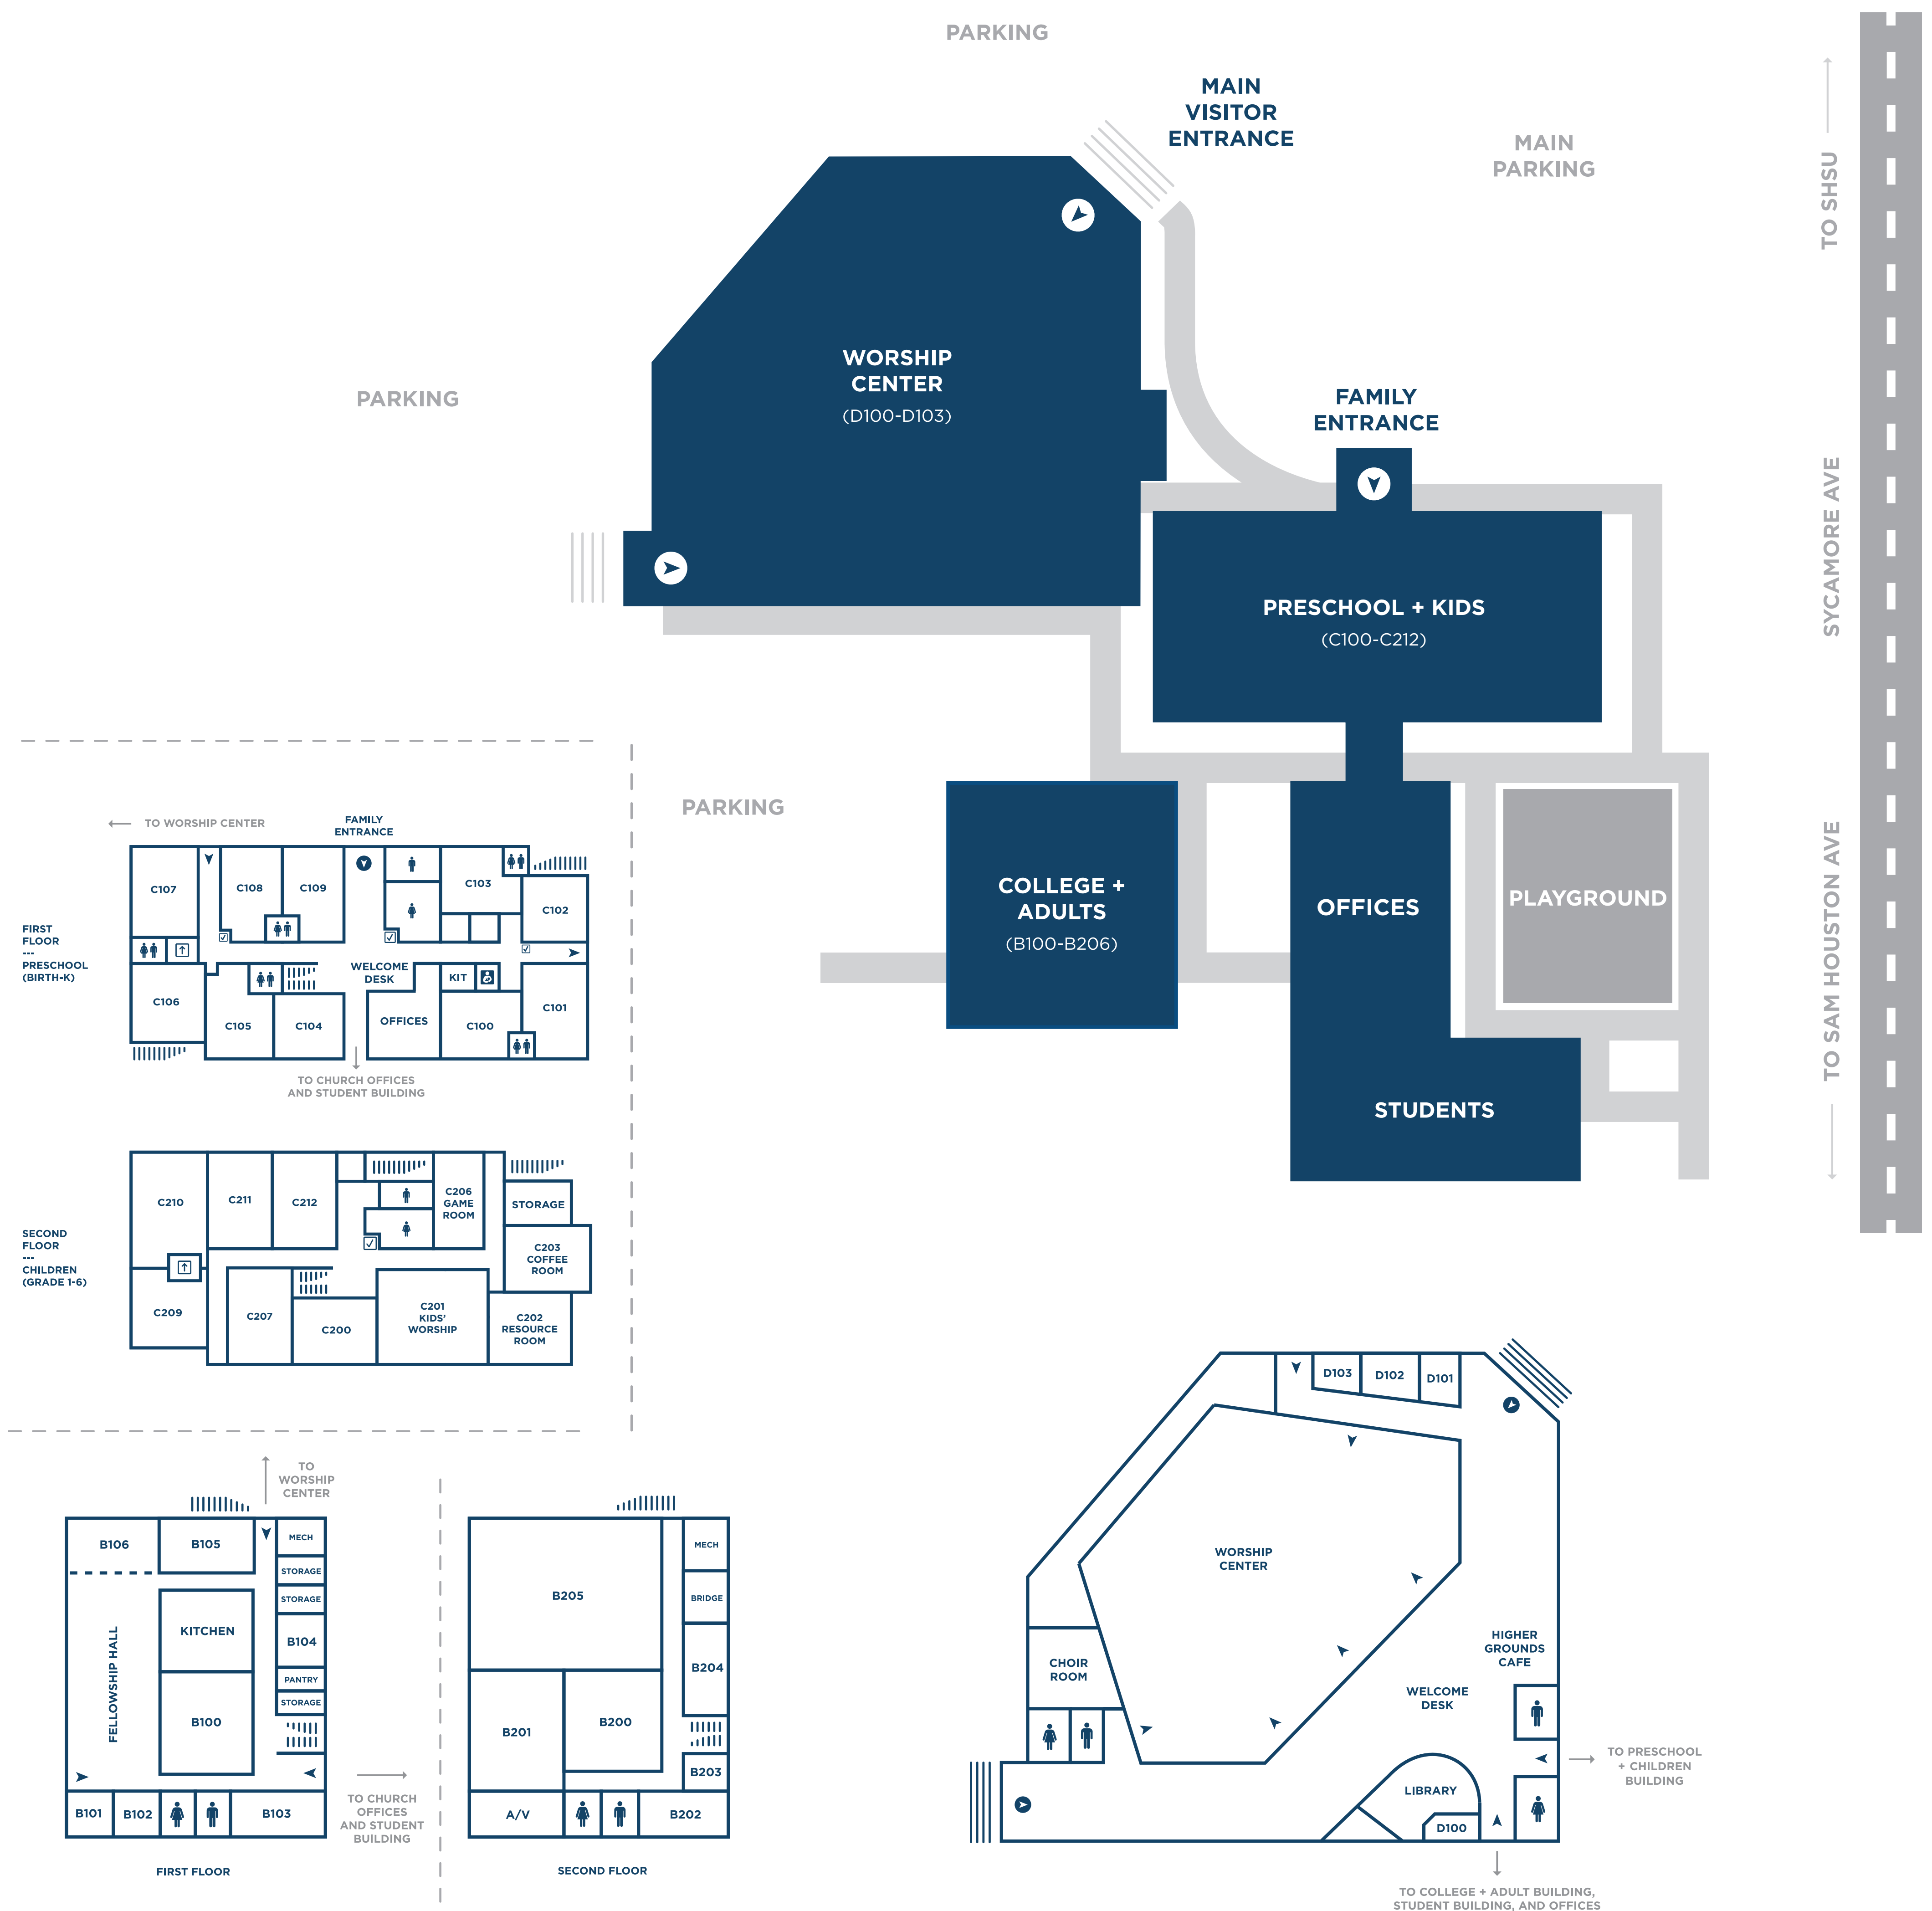 PARKING
MAIN
VISITOR
ENTRANCE
MAIN
PARKING
TO SHSU
WORSHIP
CENTER
(D100-D103)
PARKING
FAMILY
ENTRANCE
SYCAMORE AVE
PRESCHOOL + KIDS
(C100-C212)
PARKING
COLLEGE +
ADULTS
(B100-B206)
OFFICES
PLAYGROUND
STUDENTS
TO SAM HOUSTON AVE
TO WORSHIP CENTER
FAMILY
ENTRANCE
FIRST
FLOOR
---
PRESCHOOL
(BIRTH-K)
C107
C108
C109
C103
C102
WELCOME
DESK
KIT
C106
C105
C104
OFFICES
C100
C101
TO CHURCH OFFICES
AND STUDENT BUILDING
SECOND
FLOOR
---
CHILDREN
(GRADE 1-6)
C210
C211
C212
C206
GAME
ROOM
STORAGE
C203
COFFEE
ROOM
C209
C207
C200
C201
KIDS'
WORSHIP
C202
RESOURCE
ROOM
TO
WORSHIP
CENTER
B106
B105
MECH
STORAGE
STORAGE
KITCHEN
B104
FELLOWSHIP HALL
PANTRY
STORAGE
B100
B101
B102
B103
TO CHURCH
OFFICES
AND STUDENT
BUILDING
FIRST FLOOR
B205
MECH
BRIDGE
B204
B201
B200
B203
A/V
B202
SECOND FLOOR
D103
D102
D101
WORSHIP
CENTER
HIGHER
GROUNDS
CAFE
CHOIR
ROOM
WELCOME
DESK
TO PRESCHOOL
+ CHILDREN
BUILDING
LIBRARY
D100
TO COLLEGE + ADULT BUILDING,
STUDENT BUILDING, AND OFFICES